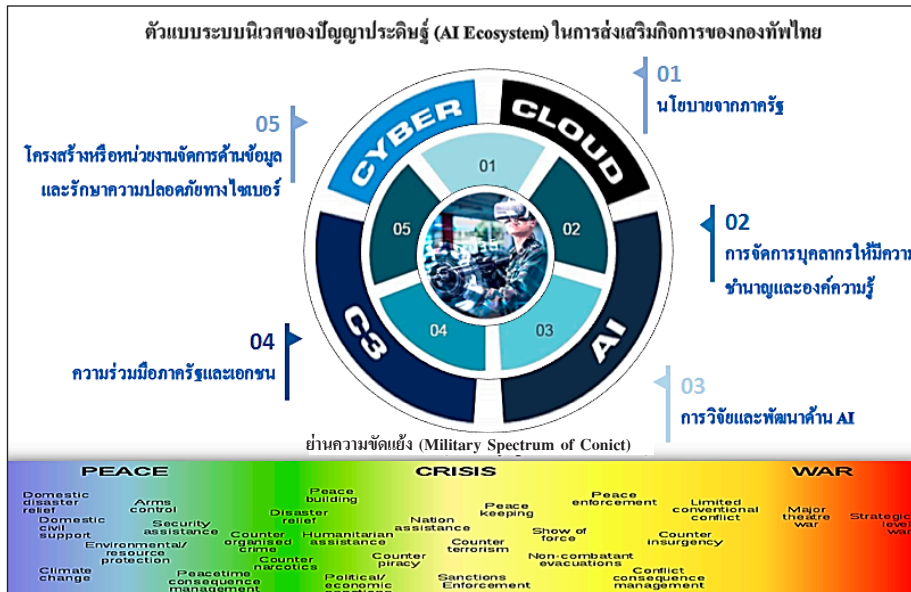 ตัวแบบระบบนิเวศของปัญญาประดิษฐ์ (AI Ecosystem) ในการส่งเสริมกิจการของกองทัพไทย
01
นโยบายจากภาครัฐ
02
การจัดการบุคลากรให้มีความ
ชำนาญและองค์ความรู้
03
การวิจัยและพัฒนาด้าน AI
04
ความร่วมมือภาครัฐและเอกชน
05
โครงสร้างหรือหน่วยงานจัดการด้านข้อมูล
และรักษาความปลอดภัยทางไซเบอร์
CYBER
CLOUD
AI
C3
01
02
03
04
05
ย่านความขัดแย้ง (Military Spectrum of Conict)
PEACE
CRISIS
WAR
Domestic
disaster
relief
Arms
control
Domestic
civil
support
Security
assistance
Environmental/
resource
protection
Climate
change
Peacetime
consequence
management
Peace
building
Disaster
relief
Counter
organised
crime
Humanitarian
assistance
Counter
narcotics
Political/
economic
Nation
assistance
Counter
piracy
Peace
keeping
Counter
terrorism
Sanctions
Enforcement
Peace
enforcement
Show of
force
Non-combatant
evacuations
Conflict
consequence
management
Limited
conventional
conflict
Counter
insurgency
Major
theatre
war
Strategic
level
war